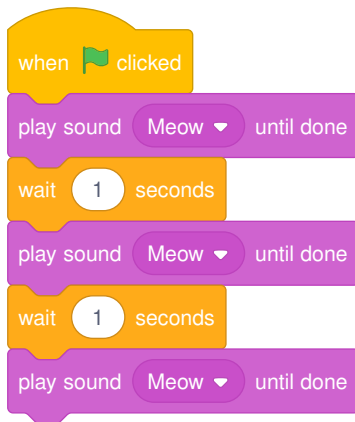 when clicked
play sound Meow until done
wait 1 seconds
play sound Meow until done
wait 1 seconds
play sound Meow until done